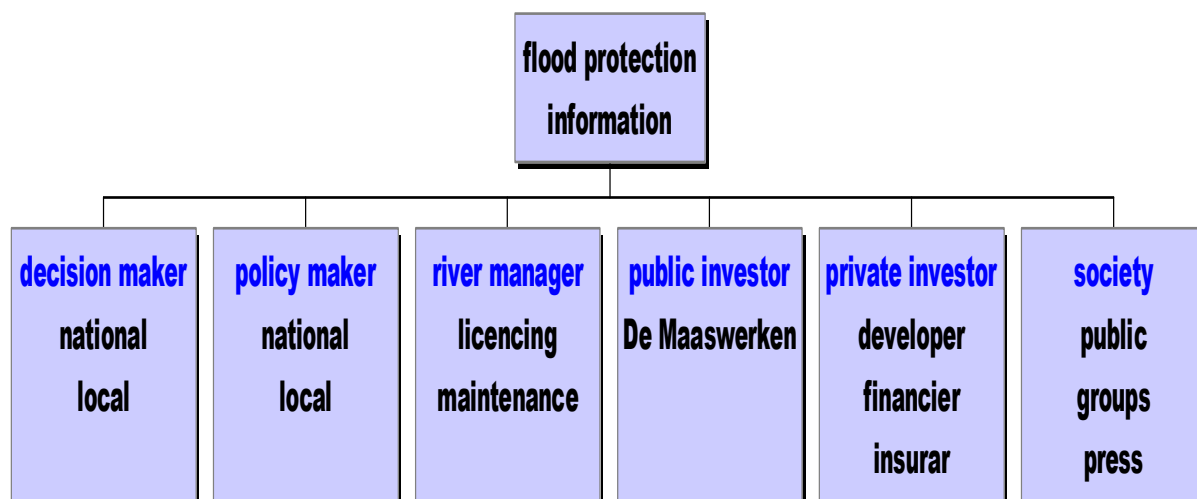 flood protection
information
decision maker
national
local
policy maker
national
local
river manager
licencing
maintenance
public investor
De Maaswerken
private investor
developer
financier
insurar
society
public
groups
press